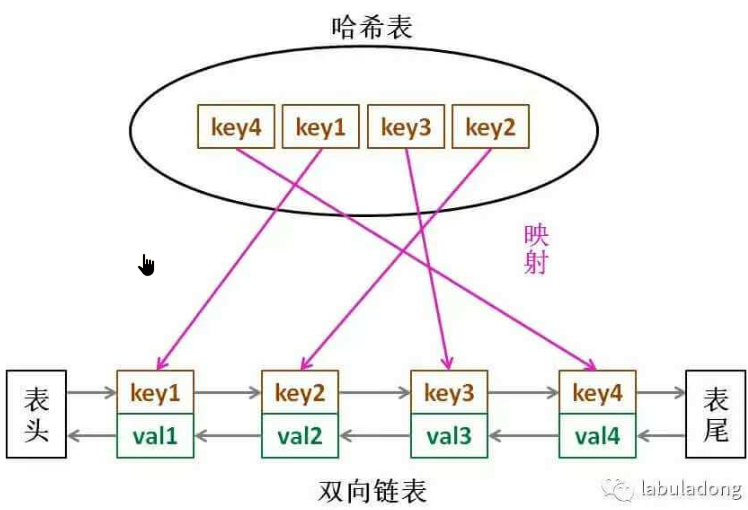 哈希表
key4 key1 key3 key2
映
射
表
头
key1 key2 key3 key4
val1 val2 val3 val4
表
尾
双向链表
labuladong